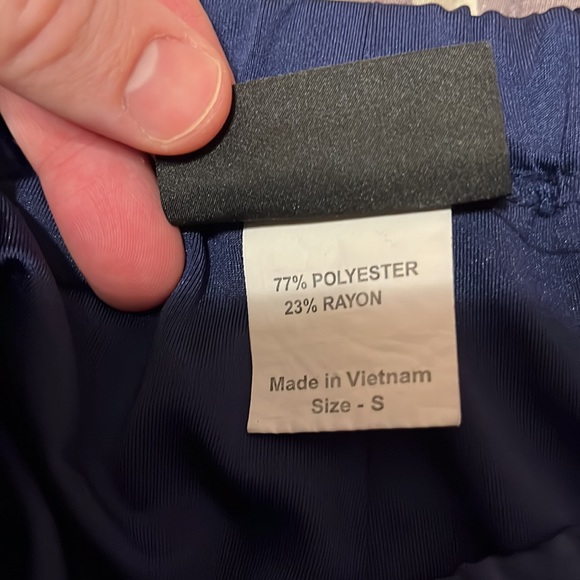 77% POLYESTER
23% RAYON
Made in Vietnam
Size - S